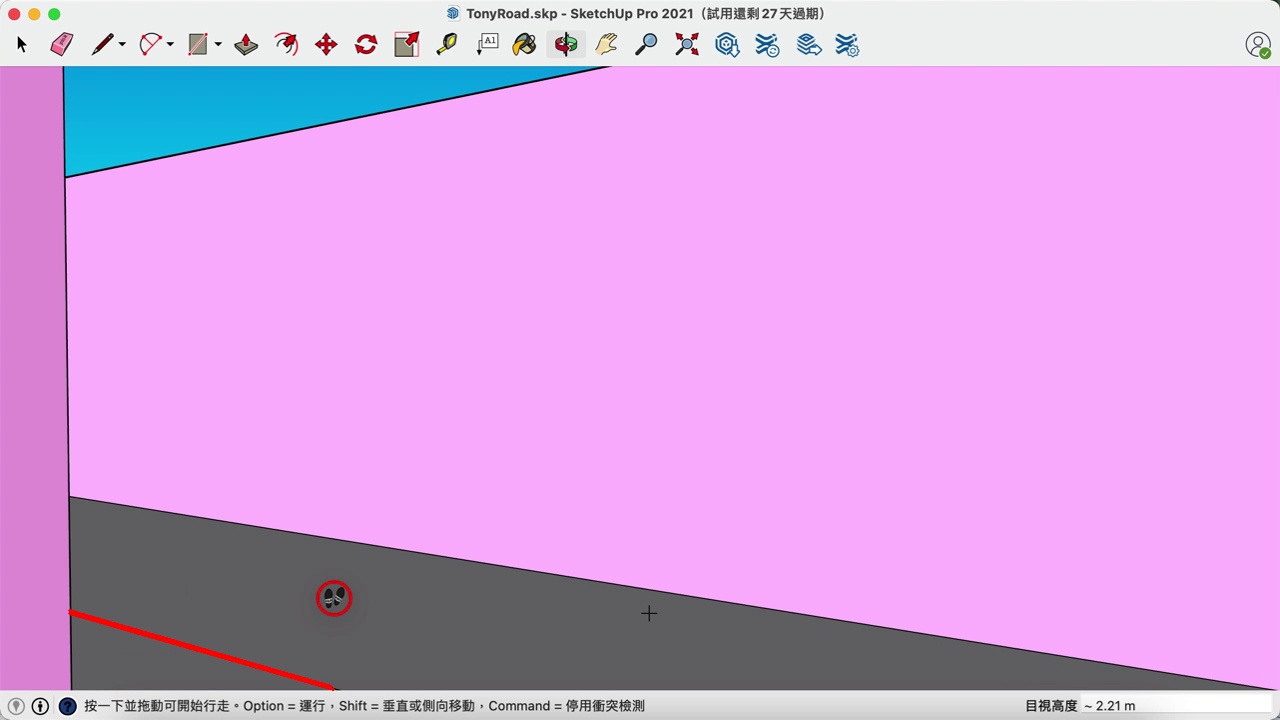 TonyRoad.skp - SketchUp Pro 2021（試用還剩 27 天過期）
A1
按一下並拖動可開始行走。Option = 運行，Shift = 垂直或側向移動，Command = 停用衝突檢測
目視高度 ~ 2.21 m